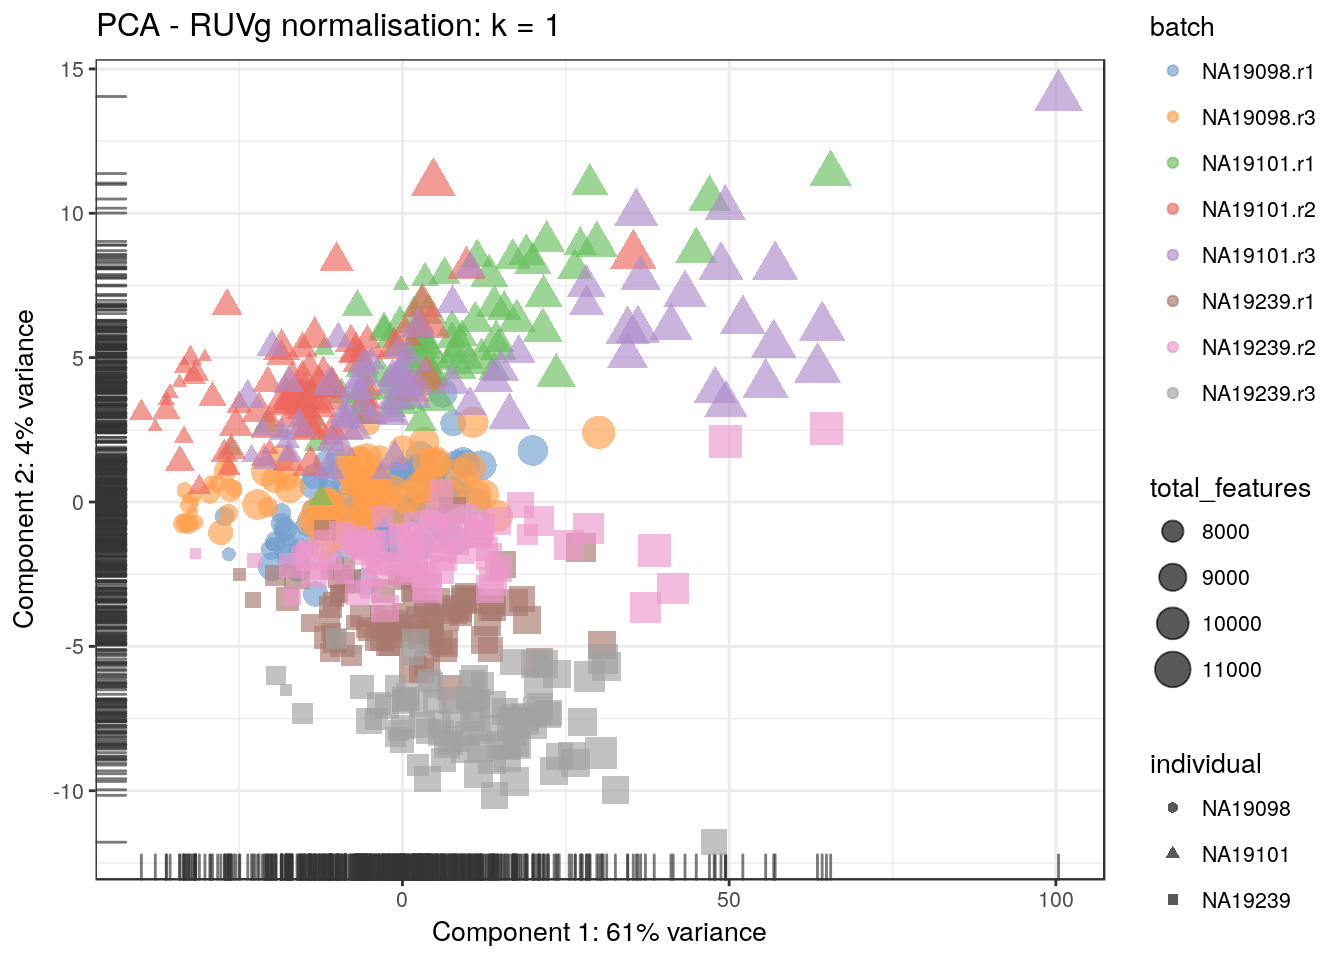 PCA - RUVg normalisation: k = 1
15
10
5
0
-5
-10
Component 2: 4% variance
0
50
100
Component 1: 61% variance
batch
NA19098.r1
NA19098.r3
NA19101.r1
NA19101.r2
NA19101.r3
NA19239.r1
NA19239.r2
NA19239.r3
total_features
8000
9000
10000
11000
individual
NA19098
NA19101
NA19239